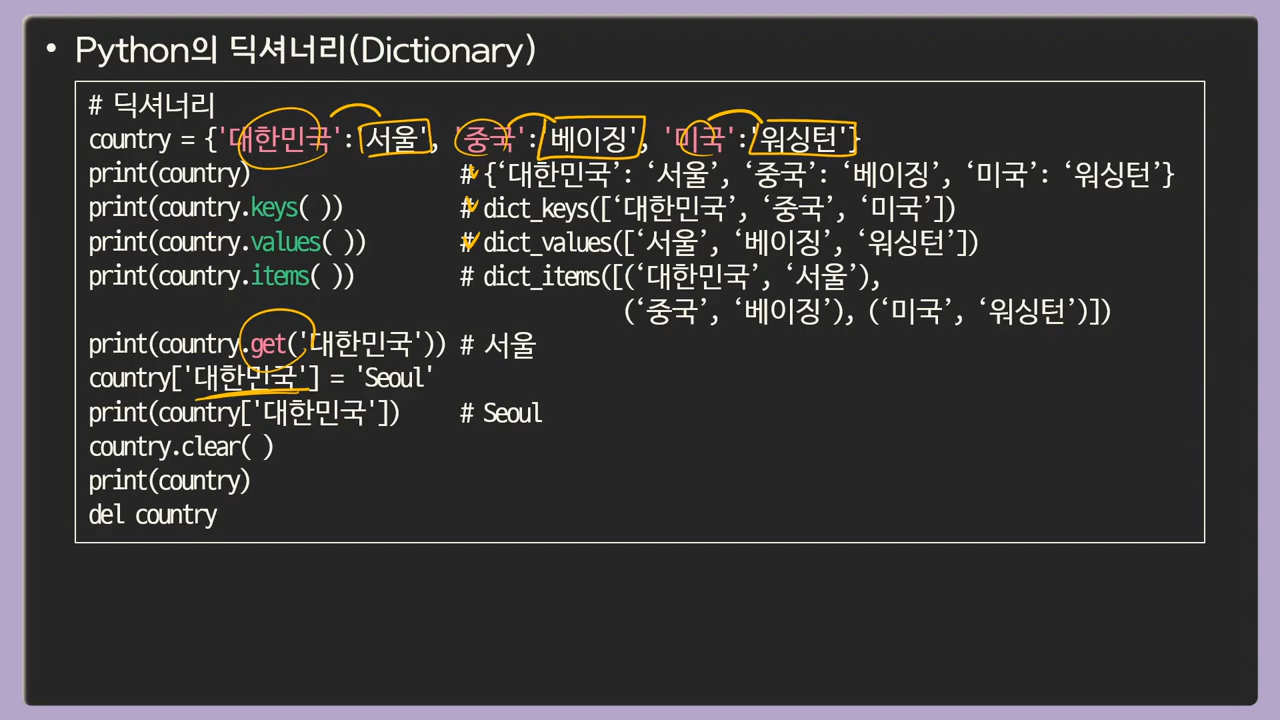 • Python의 딕셔너리(Dictionary)
# 딕셔너리
country = {'대한민국':'서울', '중국':'베이징', '미국':'워싱턴'}
print(country) # {‘대한민국’: ‘서울’, ‘중국’: ‘베이징’, ‘미국’: ‘워싱턴’}
print(country.keys( )) # dict_keys([‘대한민국’, ‘중국’, ‘미국’])
print(country.values( )) # dict_values([‘서울’, ‘베이징’, ‘워싱턴’])
print(country.items( )) # dict_items([(‘대한민국’, ‘서울’),
(‘중국’, ‘베이징’), (‘미국’, ‘워싱턴’)])
print(country.get('대한민국')) # 서울
country['대한민국'] = 'Seoul'
print(country['대한민국']) # Seoul
country.clear( )
print(country)
del country